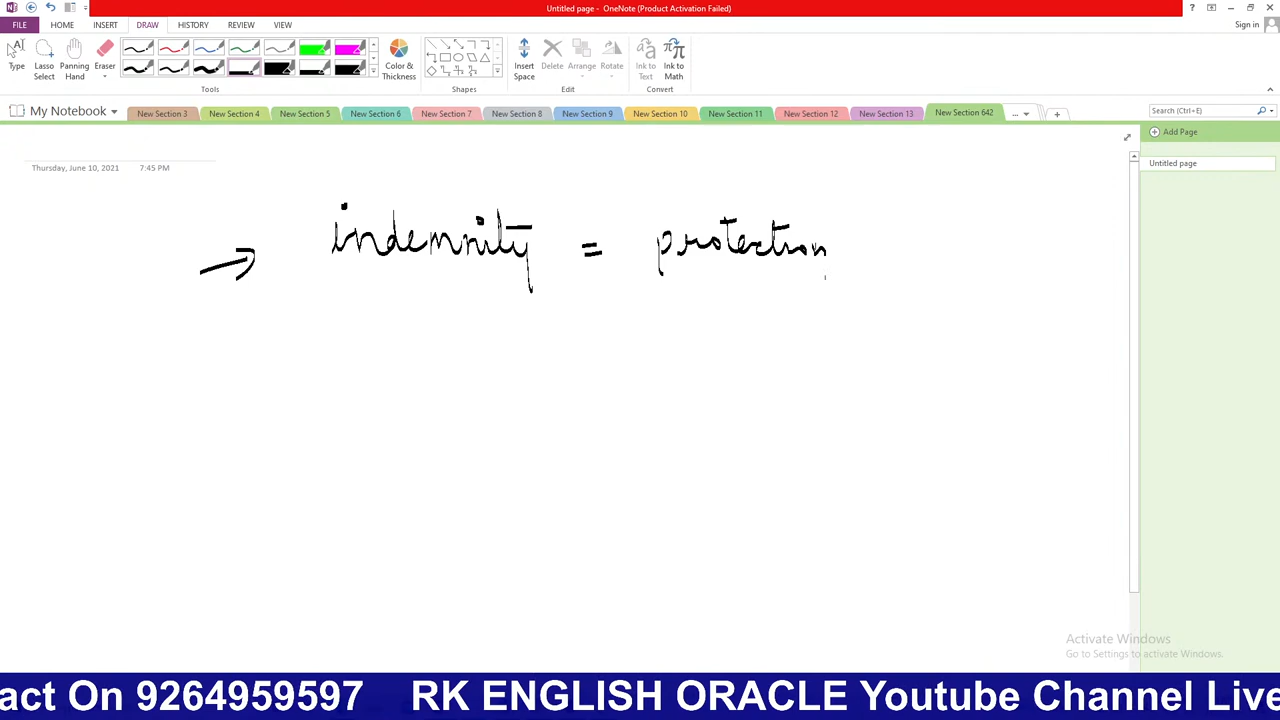 Untitled page - OneNote (Product Activation Failed)
FILE HOME INSERT DRAW HISTORY REVIEW VIEW
Sign in
Type
Lasso Select
Panning Hand
Eraser
Color & Thickness
Insert Space
Delete
Arrange
Rotate
Ink to Text
Ink to Math
Tools Shapes Edit Convert
My Notebook New Section 3 New Section 4 New Section 5 New Section 6 New Section 7 New Section 8 New Section 9 New Section 10 New Section 11 New Section 12 New Section 13 New Section 642 ... Search (Ctrl+E)
Add Page
Untitled page
Thursday, June 10, 2021 7:45 PM
→ indemnity = protection
Activate Windows
Go to Settings to activate Windows.
act On 9264959597 RK ENGLISH ORACLE Youtube Channel Live